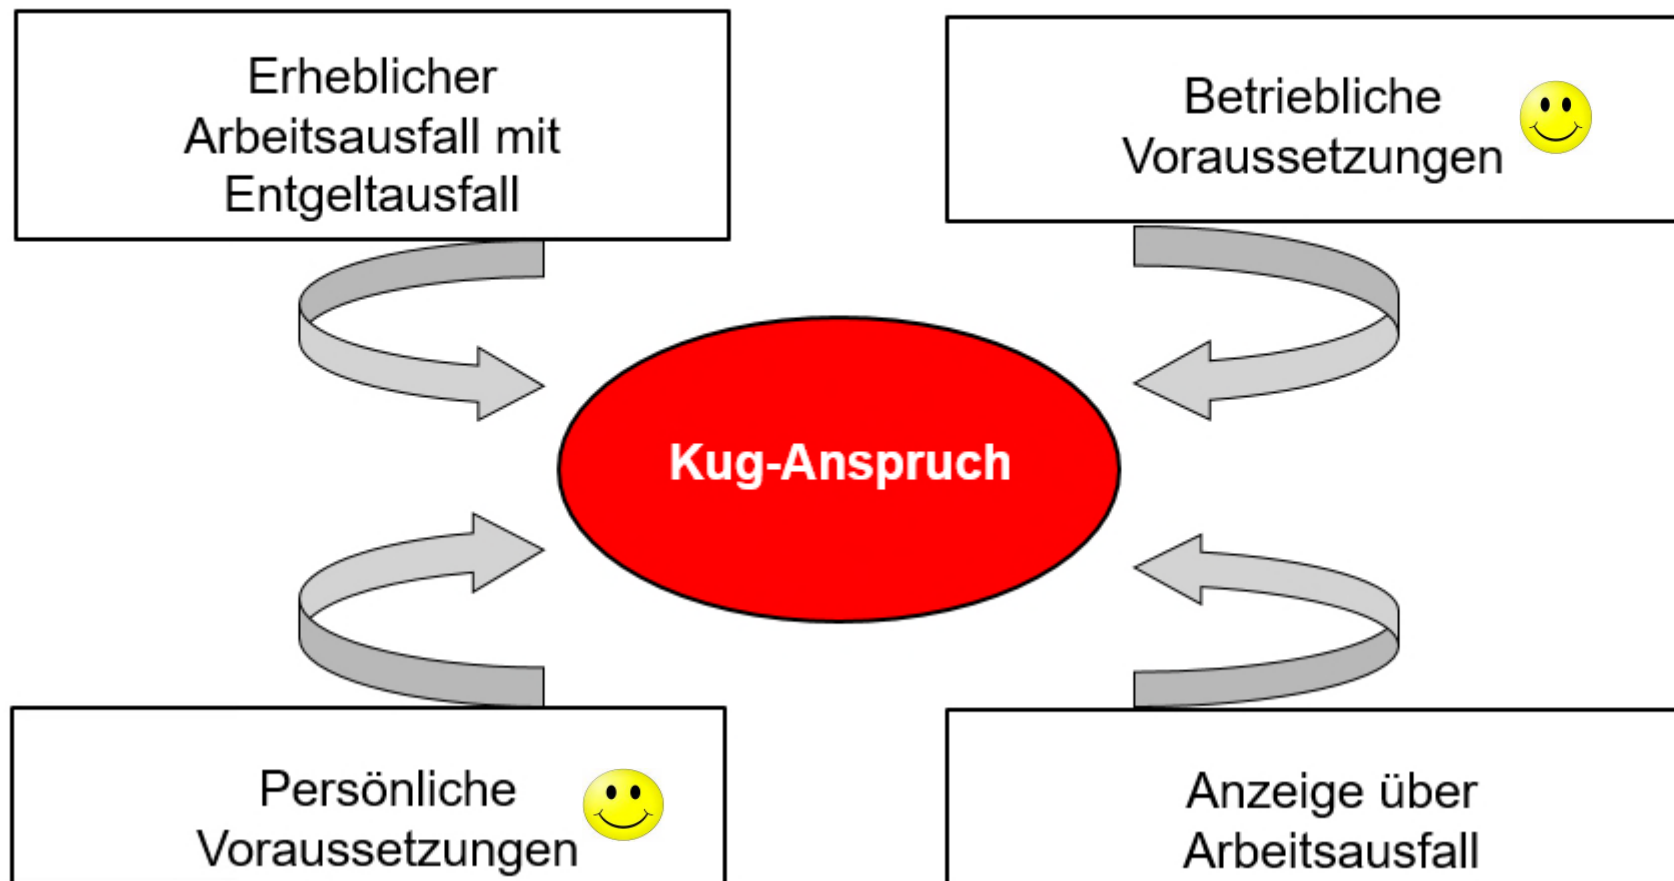 Erheblicher
Arbeitsausfall mit
Entgeltausfall
Betriebliche
Voraussetzungen
Kug-Anspruch
Persönliche
Voraussetzungen
Anzeige über
Arbeitsausfall